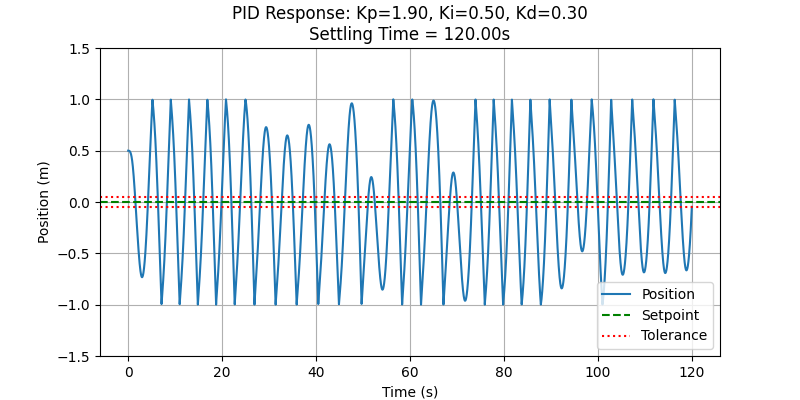 PID Response: Kp=1.90, Ki=0.50, Kd=0.30
Settling Time = 120.00s
1.5
1.0
0.5
0.0
−0.5
−1.0
−1.5
Position (m)
Position
Setpoint
Tolerance
0
20
40
60
80
100
120
Time (s)